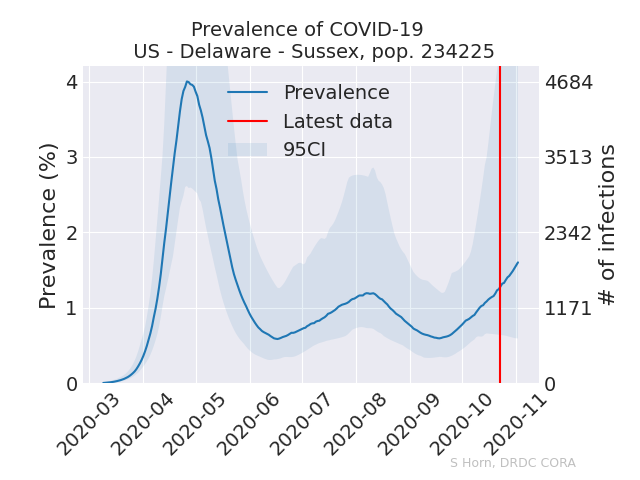 Prevalence of COVID-19
US - Delaware - Sussex, pop. 234225
Prevalence (%)
4
3
2
1
0
Prevalence
Latest data
95CI
4684
3513
2342
1171
0
# of infections
2020-03
2020-04
2020-05
2020-06
2020-07
2020-08
2020-09
2020-10
2020-11
S Horn, DRDC CORA